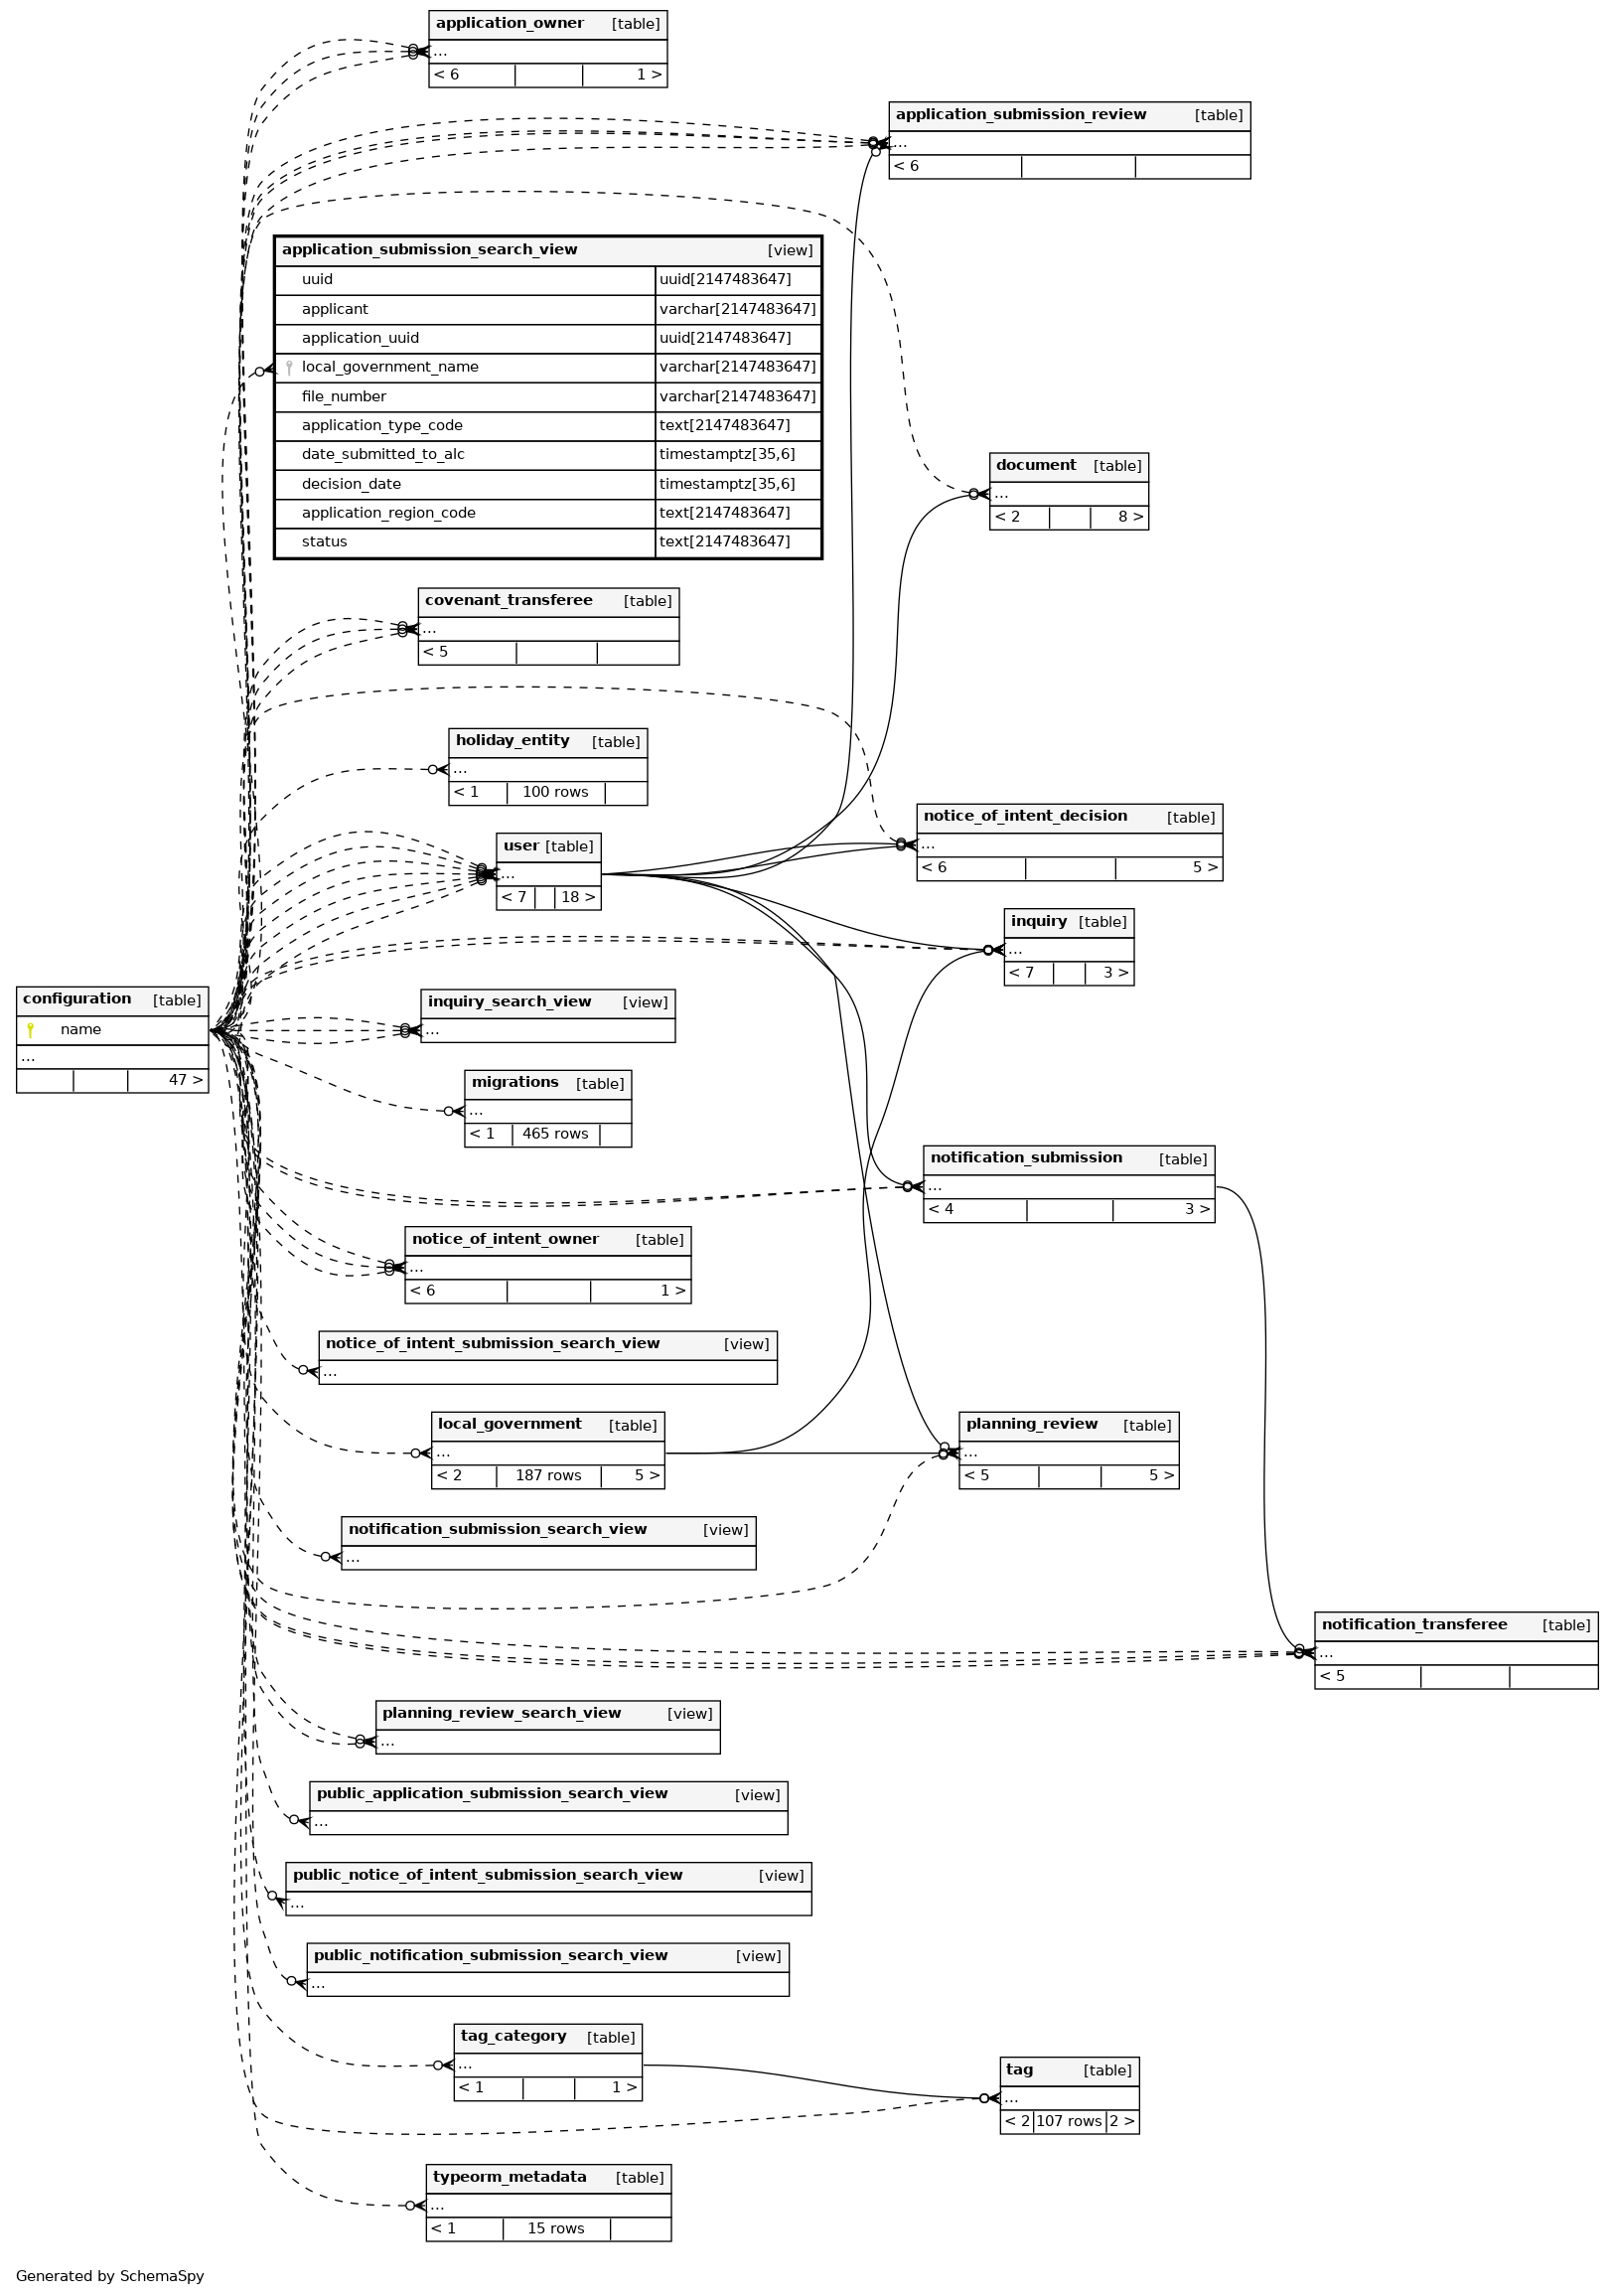 application_owner [table]
...
< 6 1 >
application_submission_review [table]
...
< 6
application_submission_search_view [view]
uuid uuid[2147483647]
applicant varchar[2147483647]
application_uuid uuid[2147483647]
local_government_name varchar[2147483647]
file_number varchar[2147483647]
application_type_code text[2147483647]
date_submitted_to_alc timestamptz[35,6]
decision_date timestamptz[35,6]
application_region_code text[2147483647]
status text[2147483647]
document [table]
...
< 2 8 >
covenant_transferee [table]
...
< 5
holiday_entity [table]
...
< 1 100 rows
notice_of_intent_decision [table]
...
< 6 5 >
user [table]
...
< 7 18 >
inquiry [table]
...
< 7 3 >
configuration [table]
name
...
47 >
inquiry_search_view [view]
...
migrations [table]
...
< 1 465 rows
notification_submission [table]
...
< 4 3 >
notice_of_intent_owner [table]
...
< 6 1 >
notice_of_intent_submission_search_view [view]
...
local_government [table]
...
< 2 187 rows 5 >
planning_review [table]
...
< 5 5 >
notification_submission_search_view [view]
...
notification_transferee [table]
...
< 5
planning_review_search_view [view]
...
public_application_submission_search_view [view]
...
public_notice_of_intent_submission_search_view [view]
...
public_notification_submission_search_view [view]
...
tag_category [table]
...
< 1 1 >
tag [table]
...
< 2 107 rows 2 >
typeorm_metadata [table]
...
< 1 15 rows
Generated by SchemaSpy